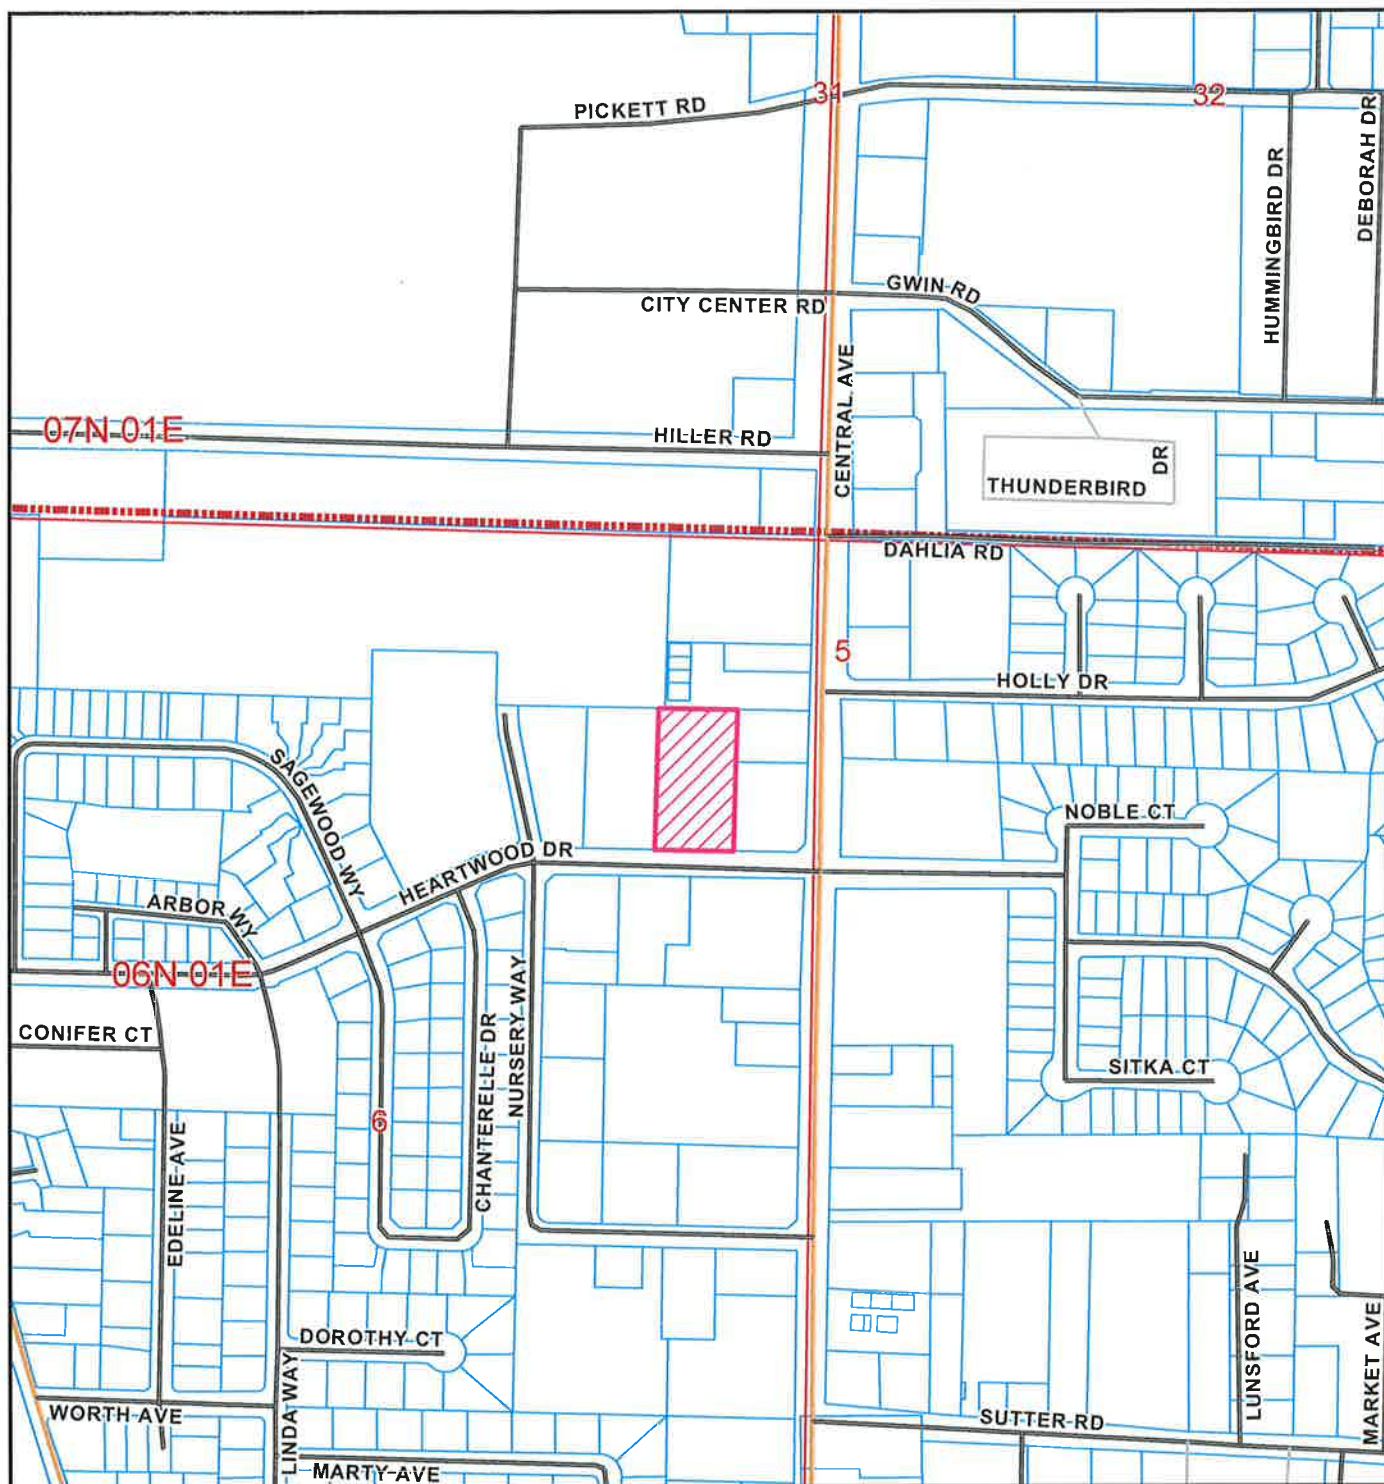 31
32
PICKETT RD
HUMMINGBIRD DR
DEBORAH DR
GWIN RD
CITY CENTER RD
CENTRAL AVE
07N 01E
HILLER RD
THUNDERBIRD
DR
DAHLIA RD
5
HOLLY DR
SAGEWOOD WY
NOBLE CT
HEARTWOOD DR
ARBOR WY
06N 01E
CONIFER CT
NURSERY WAY
CHANTERELLE DR
SITKA CT
6
EDELINE AVE
LUNSFORD AVE
MARKET AVE
DOROTHY CT
LINDA WAY
WORTH AVE
SUTTER RD
MARTY AVE